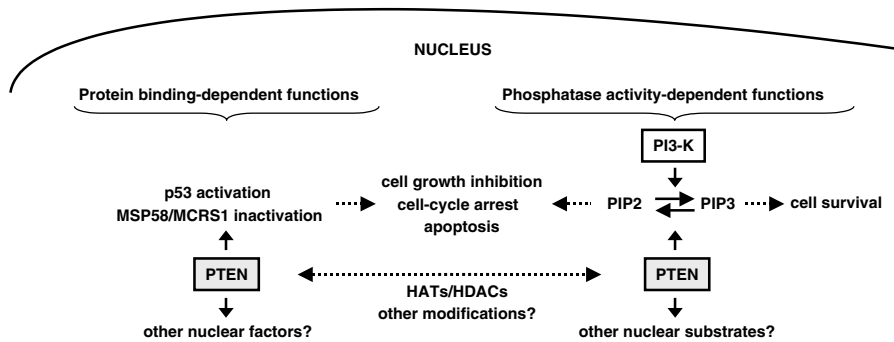 NUCLEUS
Protein binding-dependent functions
Phosphatase activity-dependent functions
PI3-K
p53 activation
MSP58/MCRS1 inactivation
cell growth inhibition
cell-cycle arrest
apoptosis
PIP2
PIP3
cell survival
PTEN
HATs/HDACs
other modifications?
PTEN
other nuclear factors?
other nuclear substrates?